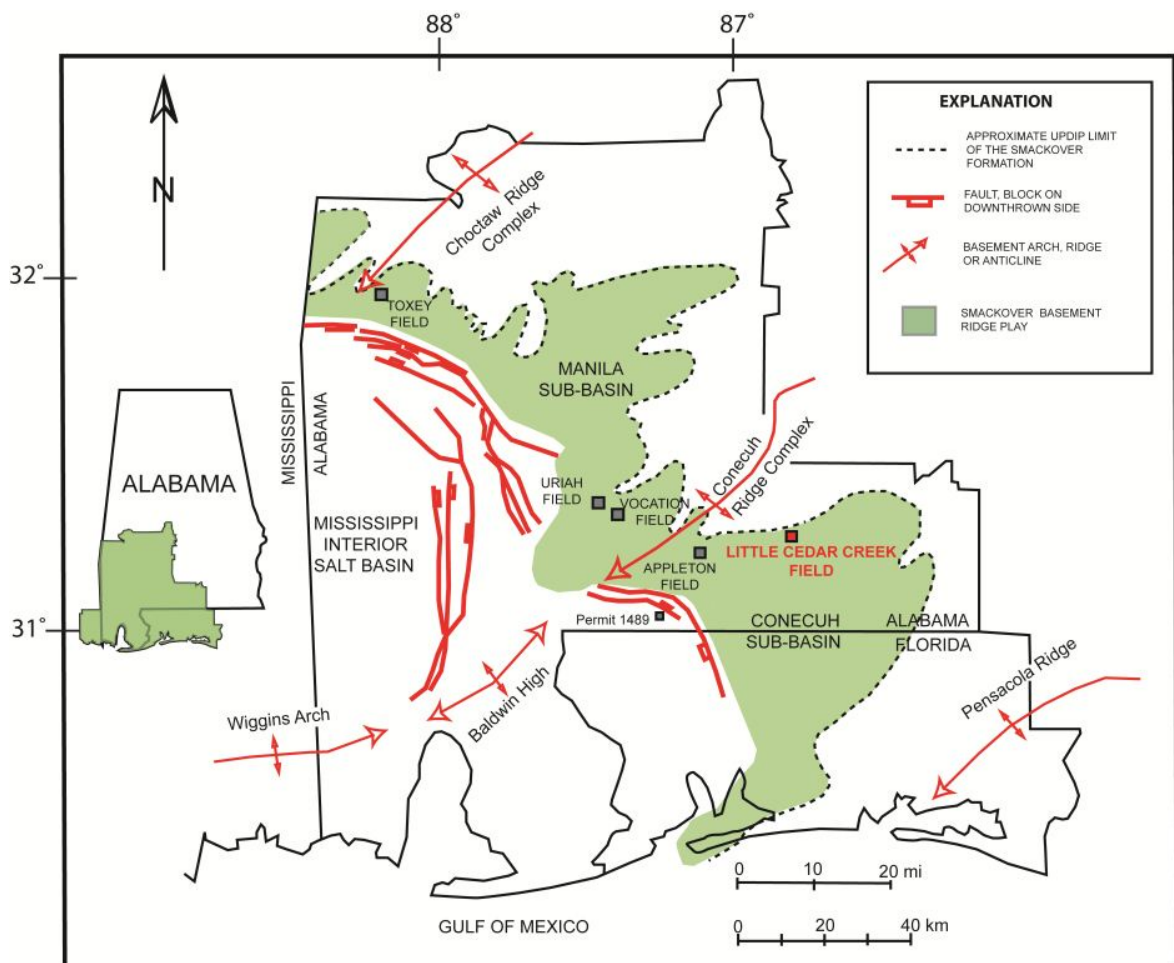 88°
87°
EXPLANATION
APPROXIMATE UPDIP LIMIT
OF THE SMACKOVER
FORMATION
FAULT, BLOCK ON
DOWNTHROWN SIDE
BASEMENT ARCH, RIDGE
OR ANTICLINE
SMACKOVER BASEMENT
RIDGE PLAY
N
Choctaw Ridge
Complex
32°
TOXEY
FIELD
MANILA
SUB-BASIN
MISSISSIPPI
ALABAMA
ALABAMA
Conecuh
Ridge Complex
URIAH
FIELD
VOCATION
FIELD
MISSISSIPPI
INTERIOR
SALT BASIN
LITTLE CEDAR CREEK
FIELD
APPLETON
FIELD
31°
Permit 1489
CONECUH
SUB-BASIN
ALABAMA
FLORIDA
Wiggins Arch
Baldwin High
Pensacola Ridge
0 10 20 mi
0 20 40 km
GULF OF MEXICO